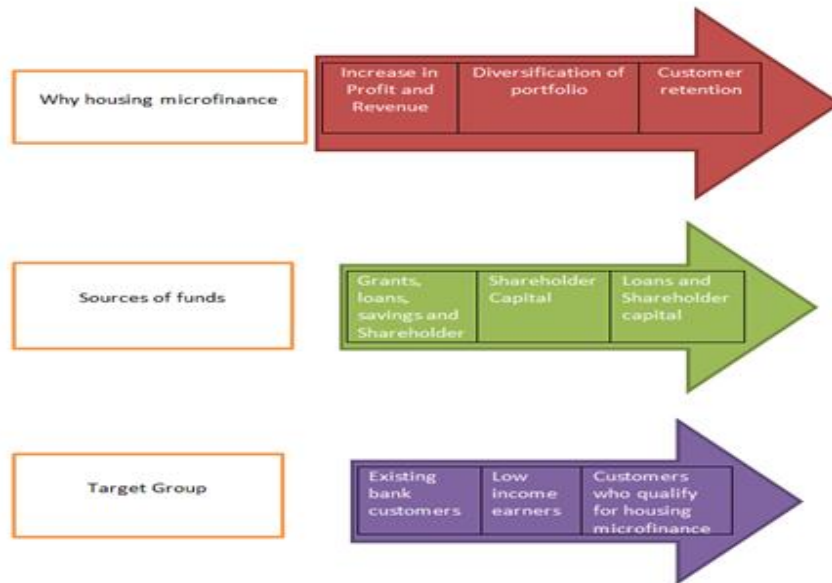 Why housing microfinance
Increase in
Profit and
Revenue
Diversification of
portfolio
Customer
retention
Sources of funds
Grants,
loans,
savings and
Shareholder
Shareholder
Capital
Loans and
Shareholder
capital
Target Group
Existing
bank
customers
Low
income
earners
Customers
who qualify
for housing
microfinance